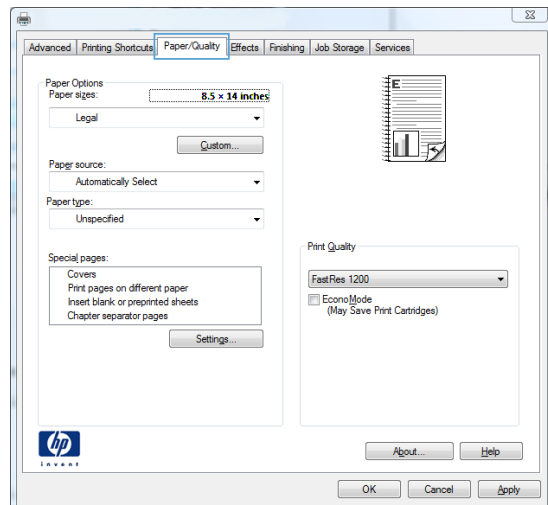 Advanced Printing Shortcuts Paper/Quality Effects Finishing Job Storage Services
Paper Options
Paper sizes: 8.5 × 14 inches
Legal
Custom...
Paper source:
Automatically Select
Paper type:
Unspecified
Special pages:
Covers
Print pages on different paper
Insert blank or preprinted sheets
Chapter separator pages
Settings...
E
Print Quality
FastRes 1200
EconoMode
(May Save Print Cartridges)
hp
invent
About... Help
OK Cancel Apply